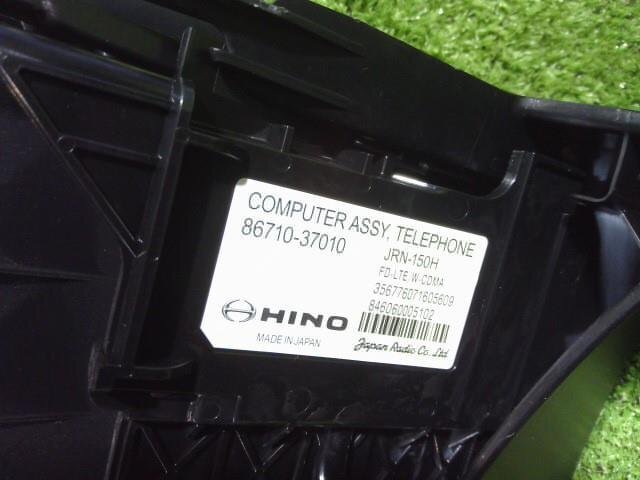 COMPUTER ASSY, TELEPHONE
86710-37010
JRN-150H
FD-LTE W-CDMA
356776071605609
846060005102
HINO
MADE IN JAPAN
Japan Radio Co., Ltd